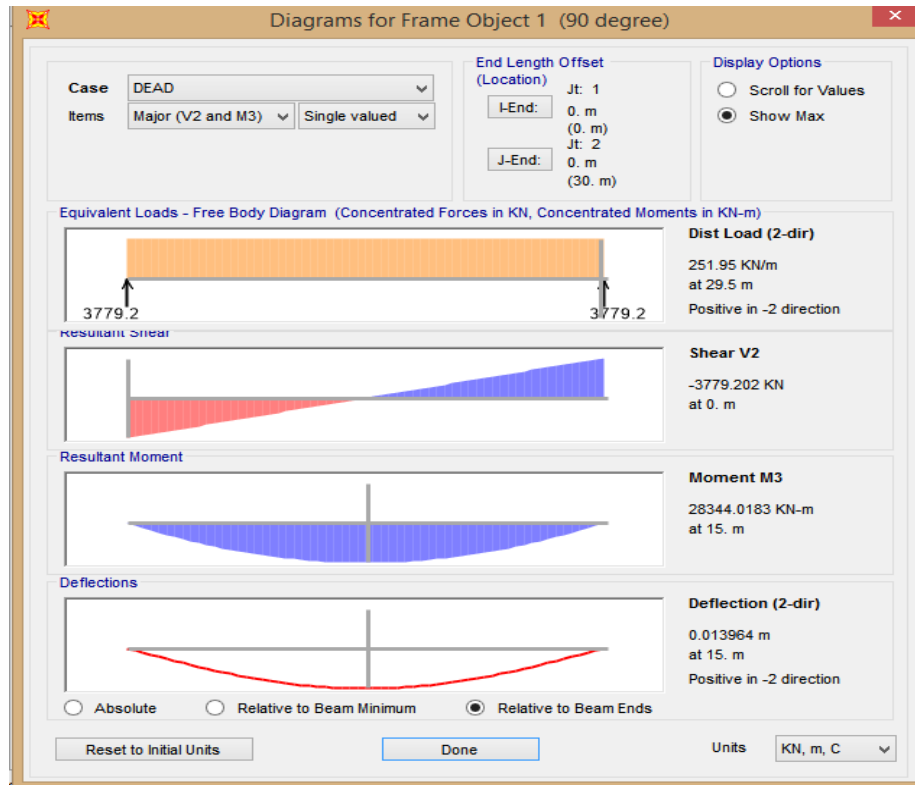 Diagrams for Frame Object 1 (90 degree)
Case DEAD
Items Major (V2 and M3) Single valued
End Length Offset
(Location)
Jt: 1
I-End: 0. m
(0. m)
Jt: 2
J-End: 0. m
(30. m)
Display Options
Scroll for Values
Show Max
Equivalent Loads - Free Body Diagram (Concentrated Forces in KN, Concentrated Moments in KN-m)
3779.2 3779.2
Dist Load (2-dir)
251.95 KN/m
at 29.5 m
Positive in -2 direction
Resultant Shear
Shear V2
-3779.202 KN
at 0. m
Resultant Moment
Moment M3
28344.0183 KN-m
at 15. m
Deflections
Deflection (2-dir)
0.013964 m
at 15. m
Positive in -2 direction
Absolute Relative to Beam Minimum Relative to Beam Ends
Reset to Initial Units Done Units KN, m, C